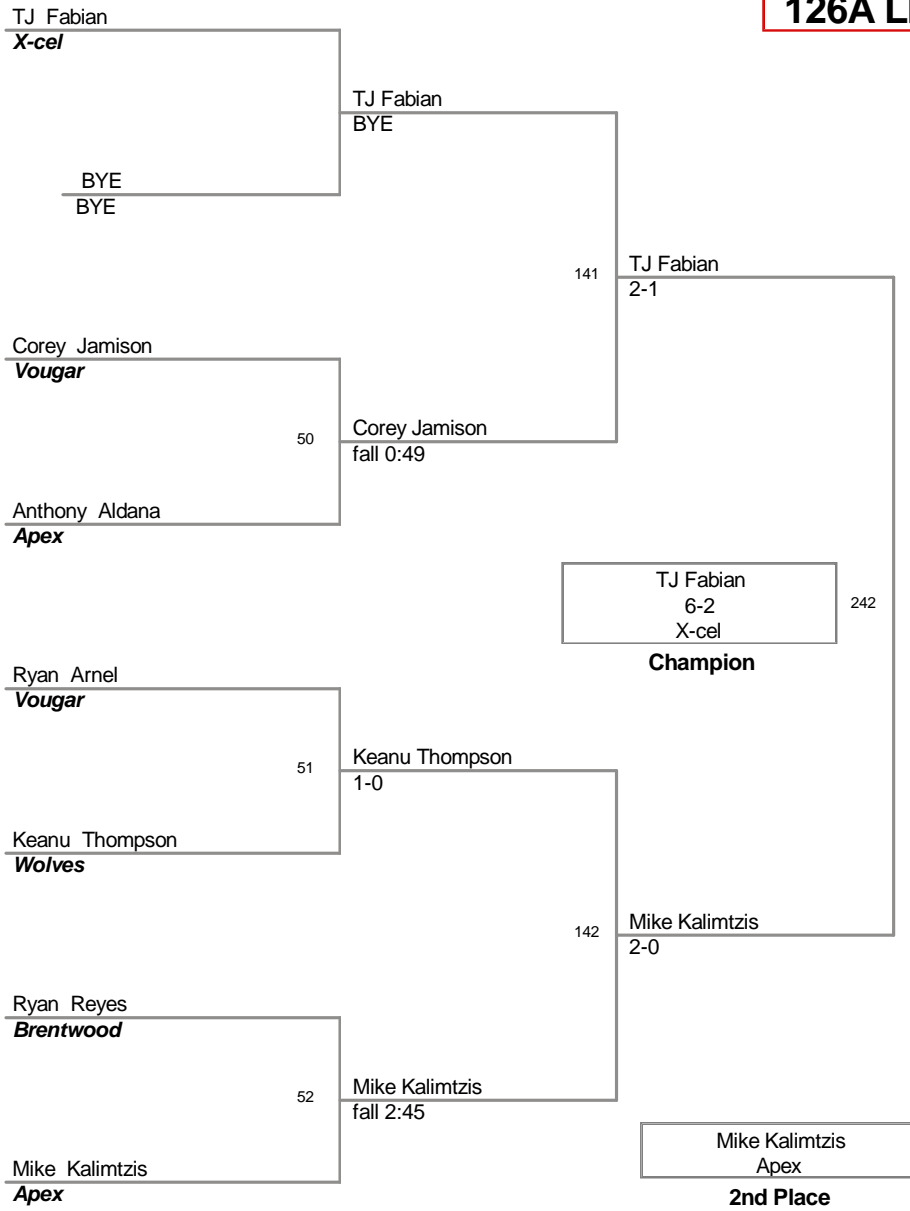 TJ Fabian
X-cel
126A
TJ Fabian
BYE
BYE
BYE
141
TJ Fabian
2-1
Corey Jamison
Vougar
50
Corey Jamison
fall 0:49
Anthony Aldana
Apex
TJ Fabian
6-2
X-cel
242
Champion
Ryan Arnel
Vougar
51
Keanu Thompson
1-0
Keanu Thompson
Wolves
142
Mike Kalimtzis
2-0
Ryan Reyes
Brentwood
52
Mike Kalimtzis
fall 2:45
Mike Kalimtzis
Apex
Mike Kalimtzis
Apex
2nd Place